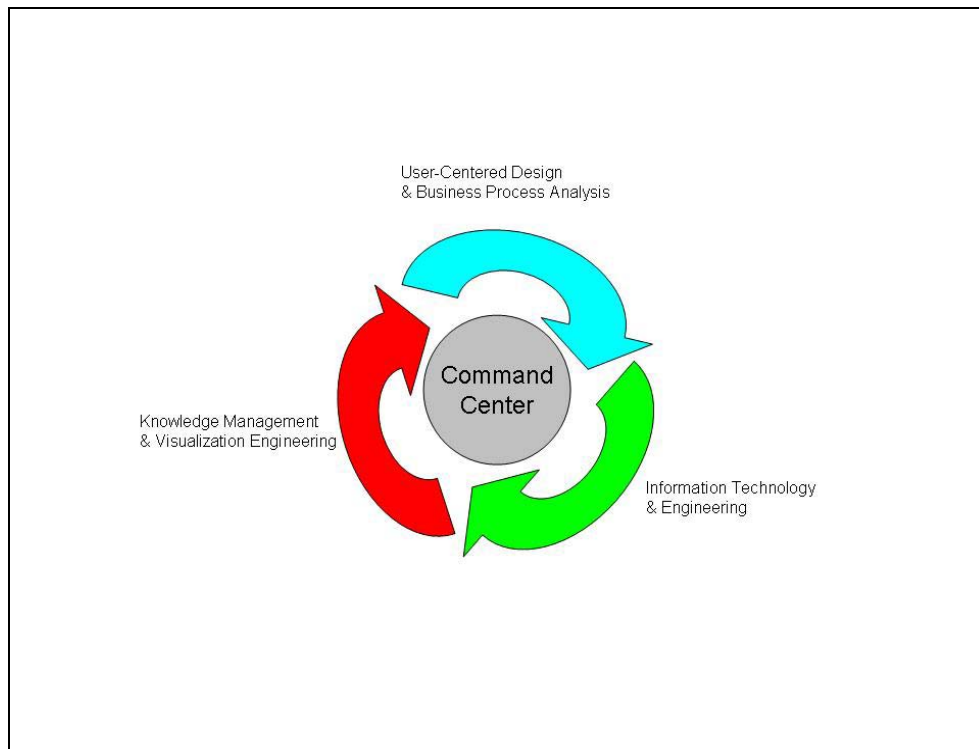 User-Centered Design
& Business Process Analysis
Command
Center
Knowledge Management
& Visualization Engineering
Information Technology
& Engineering